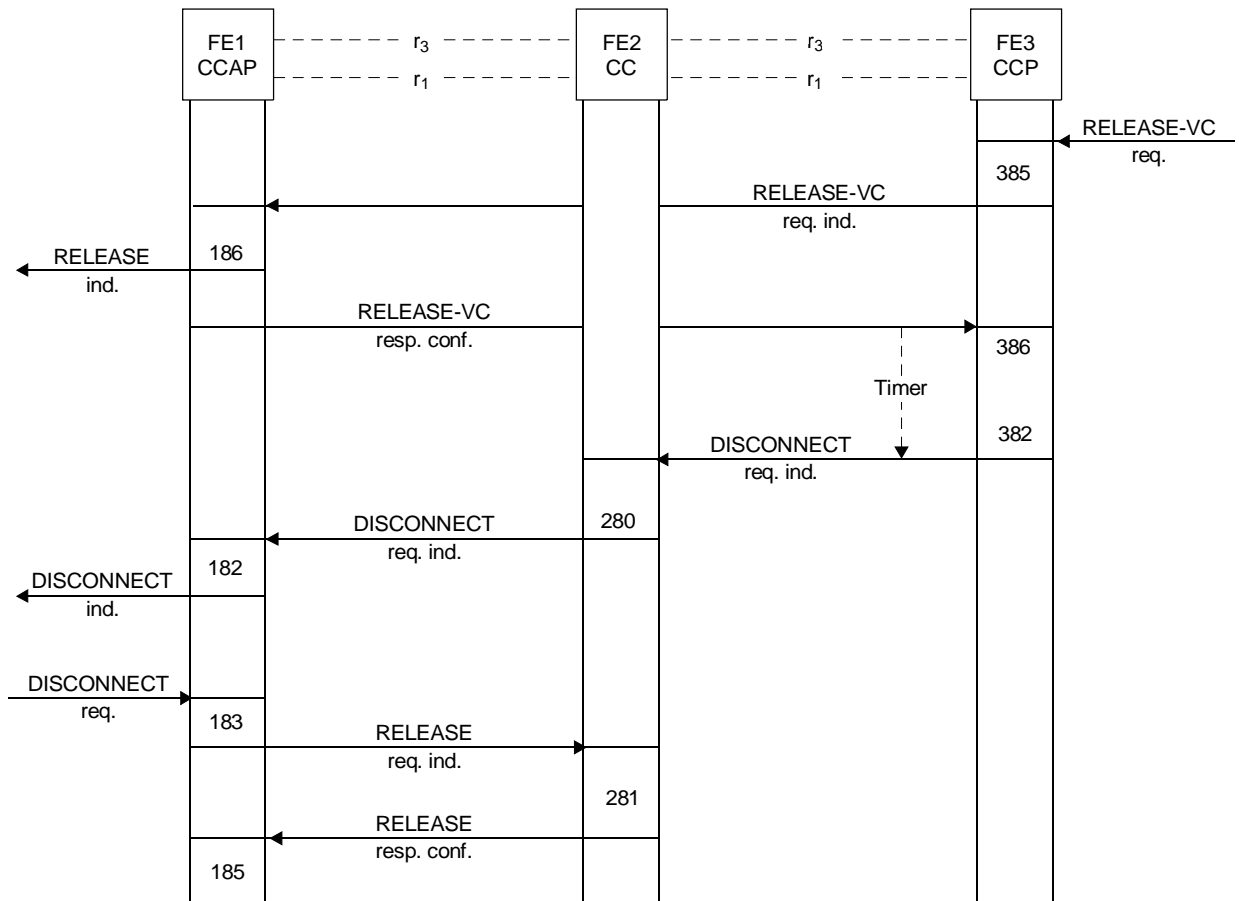 FE1
CCAP
r3
r1
FE2
CC
r3
r1
FE3
CCP
RELEASE-VC
req.
385
RELEASE-VC
req. ind.
186
RELEASE
ind.
RELEASE-VC
resp. conf.
386
Timer
382
DISCONNECT
req. ind.
280
DISCONNECT
req. ind.
182
DISCONNECT
ind.
DISCONNECT
req.
183
RELEASE
req. ind.
281
RELEASE
resp. conf.
185